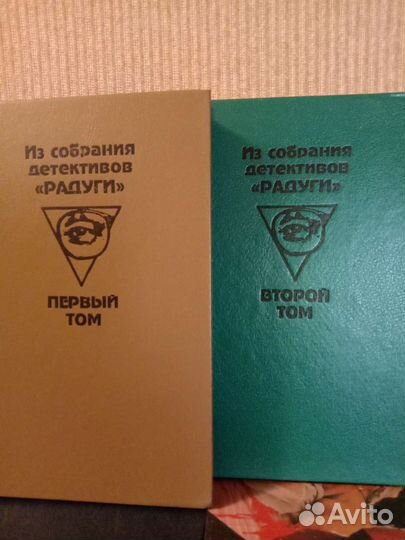 Из собрания
детективов
«РАДУГИ»
ПЕРВЫЙ
ТОМ
Из собрания
детективов
«РАДУГИ»
ВТОРОЙ
ТОМ
Avito